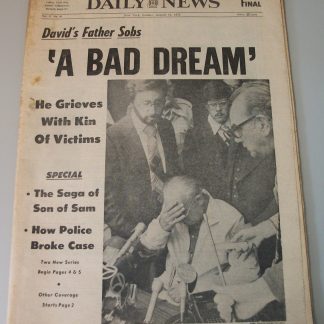 DAILY NEWS
FINAL
David's Father Sobs
'A BAD DREAM'
He Grieves
With Kin
Of Victims
SPECIAL
• The Saga of
Son of Sam
• How Police
Broke Case
Two New Series
Begin Pages 4 & 5
• Other Coverage
Starts Page 2